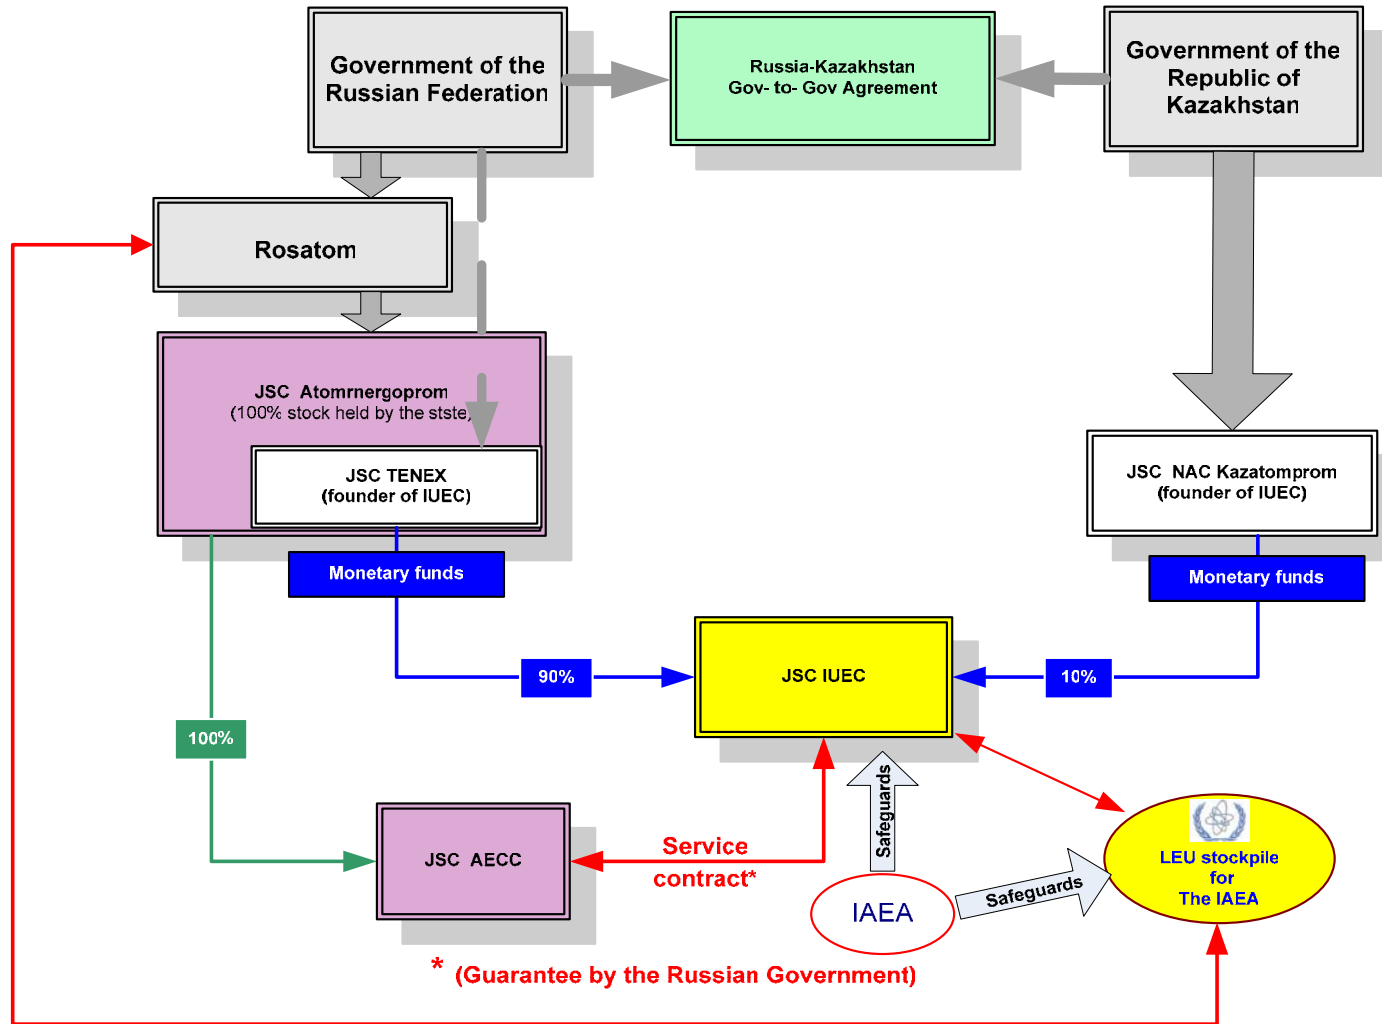 Government of the
Russian Federation
Russia-Kazakhstan
Gov- to- Gov Agreement
Government of the
Republic of
Kazakhstan
Rosatom
JSC Atomrnergoprom
(100% stock held by the stste)
JSC TENEX
(founder of IUEC)
JSC NAC Kazatomprom
(founder of IUEC)
Monetary funds
Monetary funds
90%
JSC IUEC
10%
100%
Safeguards
JSC AECC
Service
contract*
IAEA
Safeguards
LEU stockpile
for
The IAEA
* (Guarantee by the Russian Government)